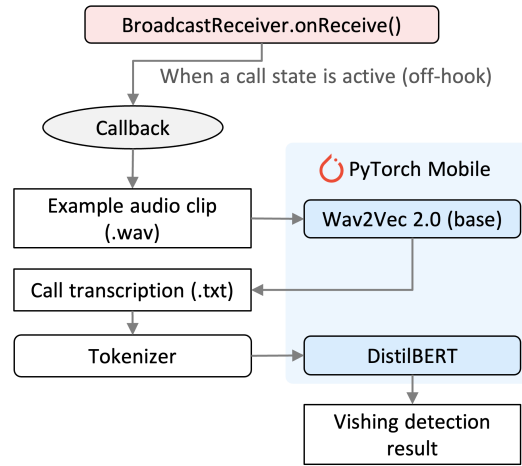 BroadcastReceiver.onReceive()
When a call state is active (off-hook)
Callback
PyTorch Mobile
Example audio clip
(.wav)
Wav2Vec 2.0 (base)
Call transcription (.txt)
Tokenizer
DistilBERT
Vishing detection
result